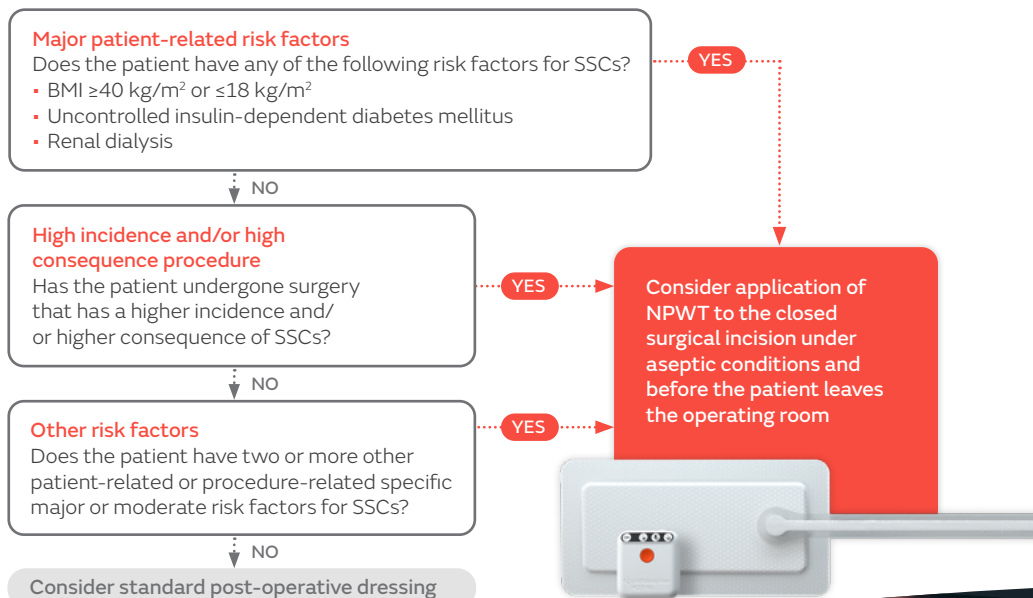 Major patient-related risk factors
Does the patient have any of the following risk factors for SSCs?
• BMI ≥40 kg/m² or ≤18 kg/m²
• Uncontrolled insulin-dependent diabetes mellitus
• Renal dialysis
YES
NO
High incidence and/or high
consequence procedure
Has the patient undergone surgery
that has a higher incidence and/
or higher consequence of SSCs?
YES
NO
Other risk factors
Does the patient have two or more other
patient-related or procedure-related specific
major or moderate risk factors for SSCs?
YES
NO
Consider standard post-operative dressing
Consider application of
NPWT to the closed
surgical incision under
aseptic conditions and
before the patient leaves
the operating room